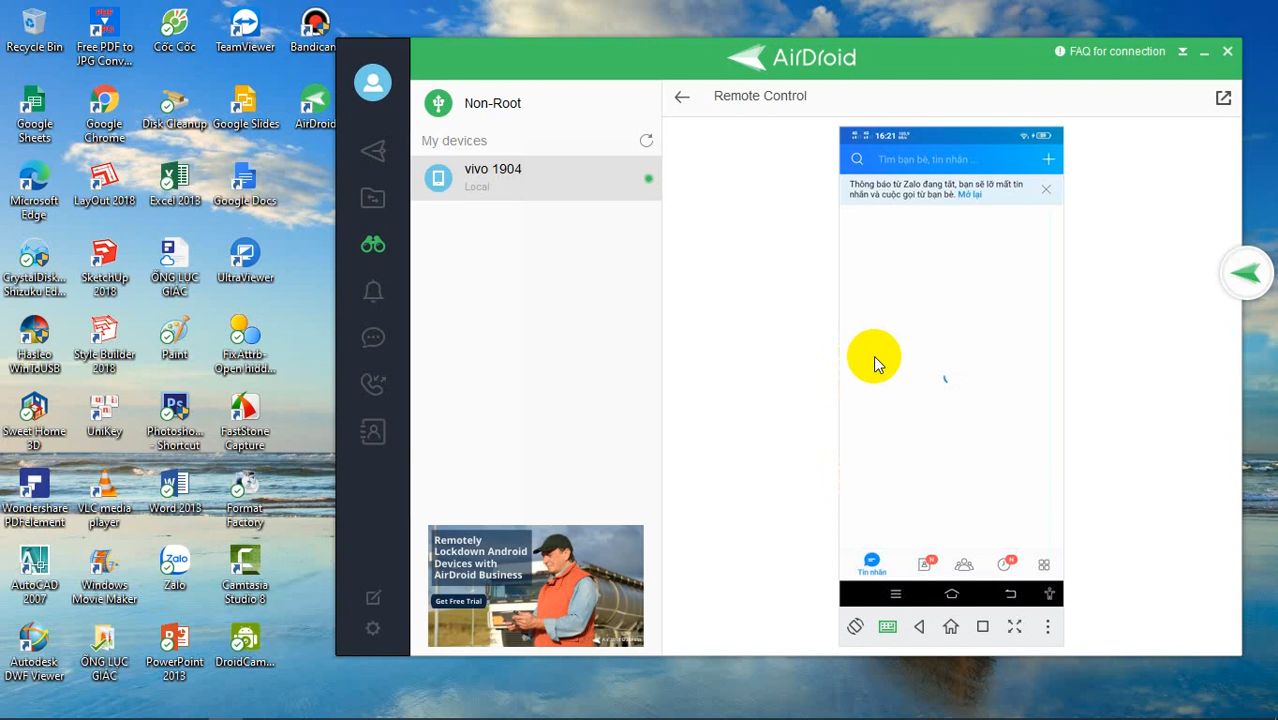 Recycle Bin
Free PDF to
JPG Conv...
Cốc Cốc
TeamViewer
Bandicam
Google
Sheets
Google
Chrome
Disk Cleanup
Google Slides
AirDroid
Microsoft
Edge
LayOut 2018
Excel 2013
Google Docs
CrystalDisk...
Shizuku Ed...
SketchUp
2018
ỐNG LỤC
GIÁC
UltraViewer
Hasleo
WinToUSB
Style Builder
2018
Paint
FixAttrb-
Open hidd...
Sweet Home
3D
UniKey
Photosho...
- Shortcut
FastStone
Capture
Wondershare
PDFelement
VLC media
player
Word 2013
Format
Factory
AutoCAD
2007
Windows
Movie Maker
Zalo
Zalo
Camtasia
Studio 8
Autodesk
DWF Viewer
ỐNG LỤC
GIÁC
PowerPoint
2013
DroidCam...
AirDroid
FAQ for connection
Non-Root
My devices
vivo 1904
Local
Remotely
Lockdown Android
Devices with
AirDroid Business
Get Free Trial
Remote Control
16:21
Tìm bạn bè, tin nhắn ...
Thông báo từ Zalo đang tắt, bạn sẽ lỡ mất tin
nhắn và cuộc gọi từ bạn bè. Mở lại
N
N
Tin nhắn